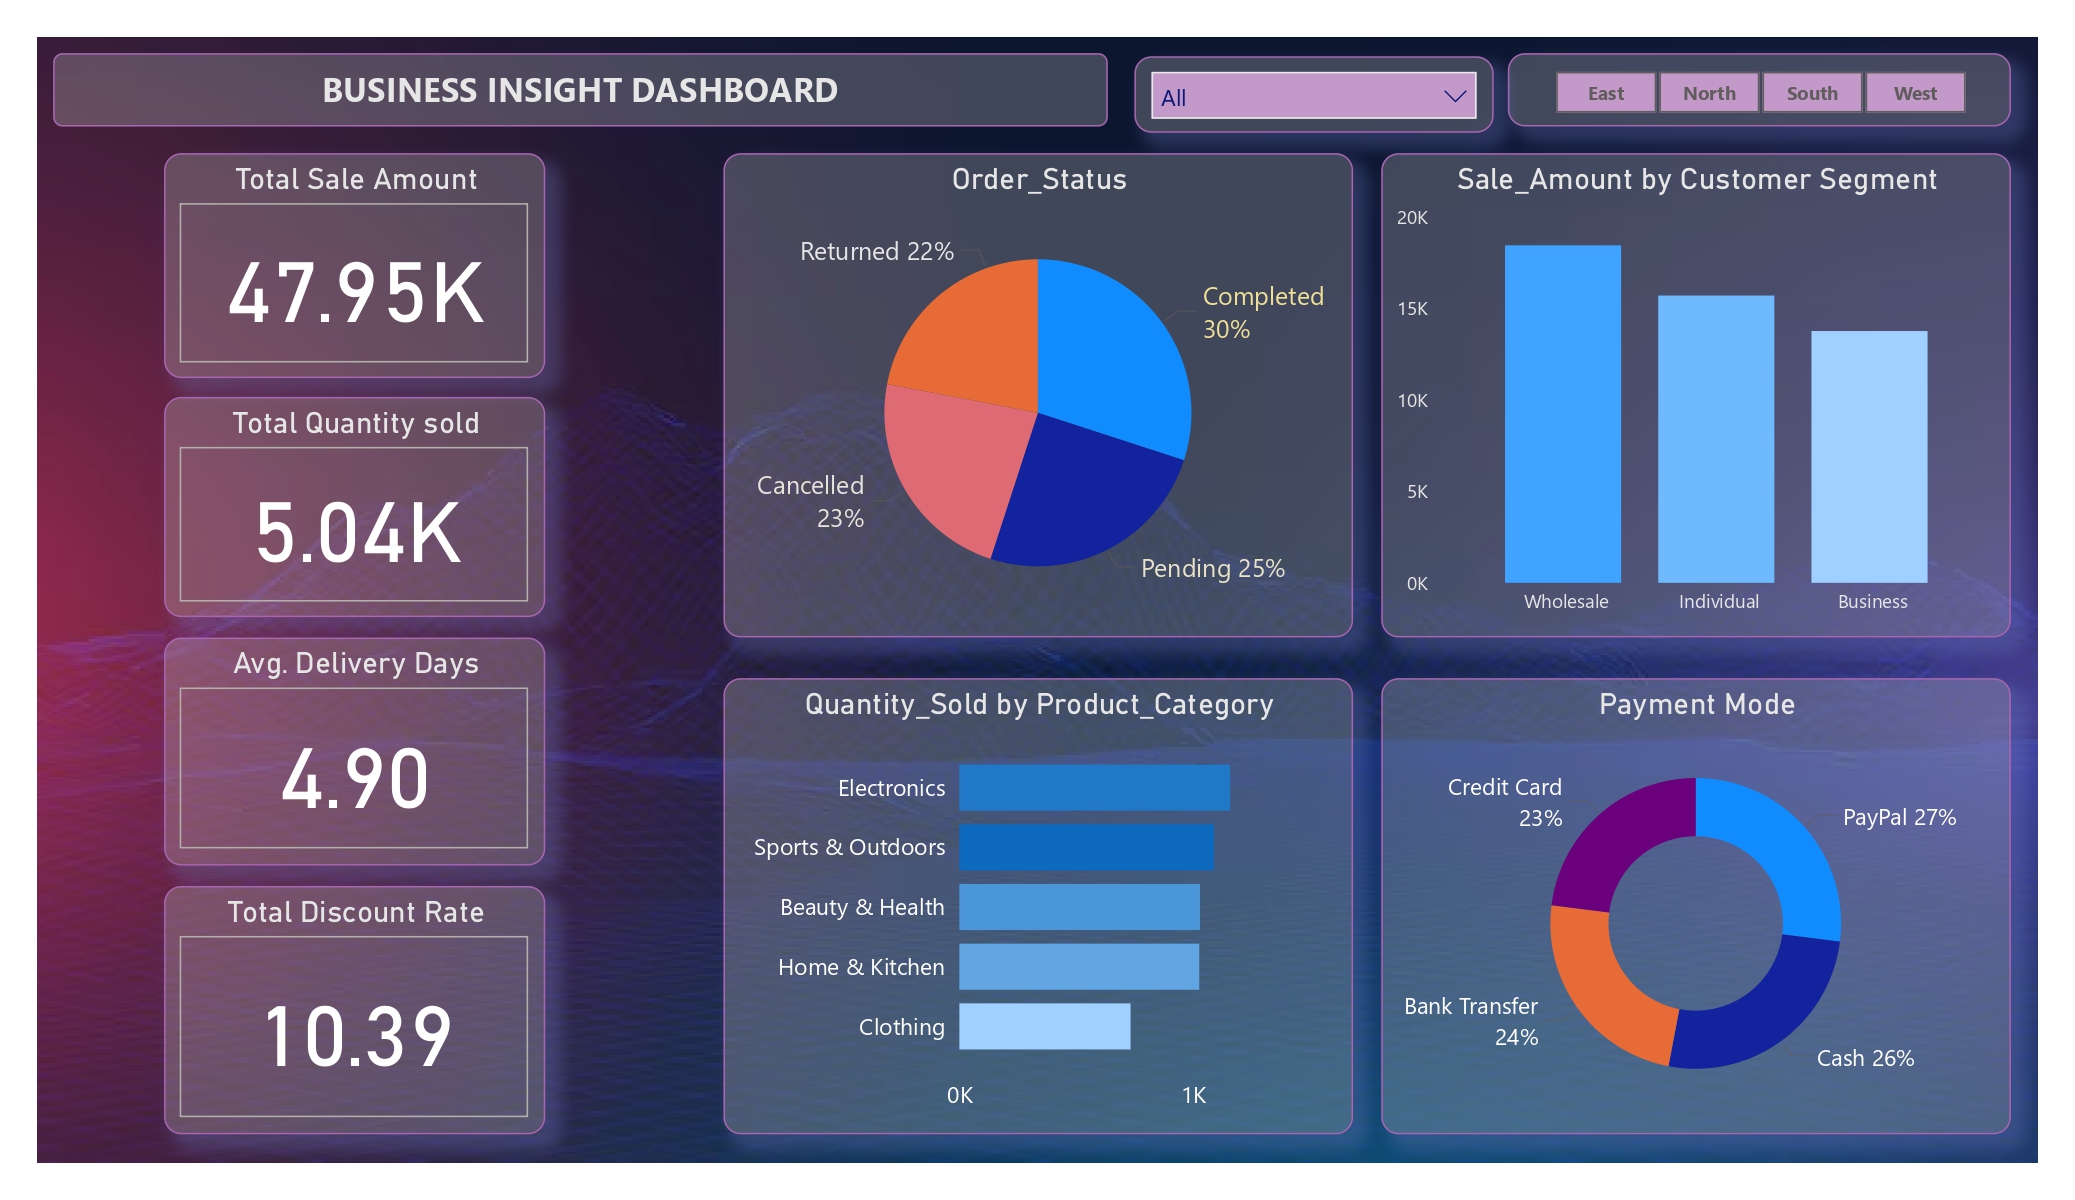 BUSINESS INSIGHT DASHBOARD
All
East
North
South
West
Total Sale Amount
47.95K
Total Quantity sold
5.04K
Avg. Delivery Days
4.90
Total Discount Rate
10.39
Order_Status
Returned 22%
Completed
30%
Cancelled
23%
Pending 25%
Sale_Amount by Customer Segment
20K
15K
10K
5K
0K
Wholesale
Individual
Business
Quantity_Sold by Product_Category
Electronics
Sports & Outdoors
Beauty & Health
Home & Kitchen
Clothing
0K
1K
Payment Mode
Credit Card
23%
PayPal 27%
Bank Transfer
24%
Cash 26%